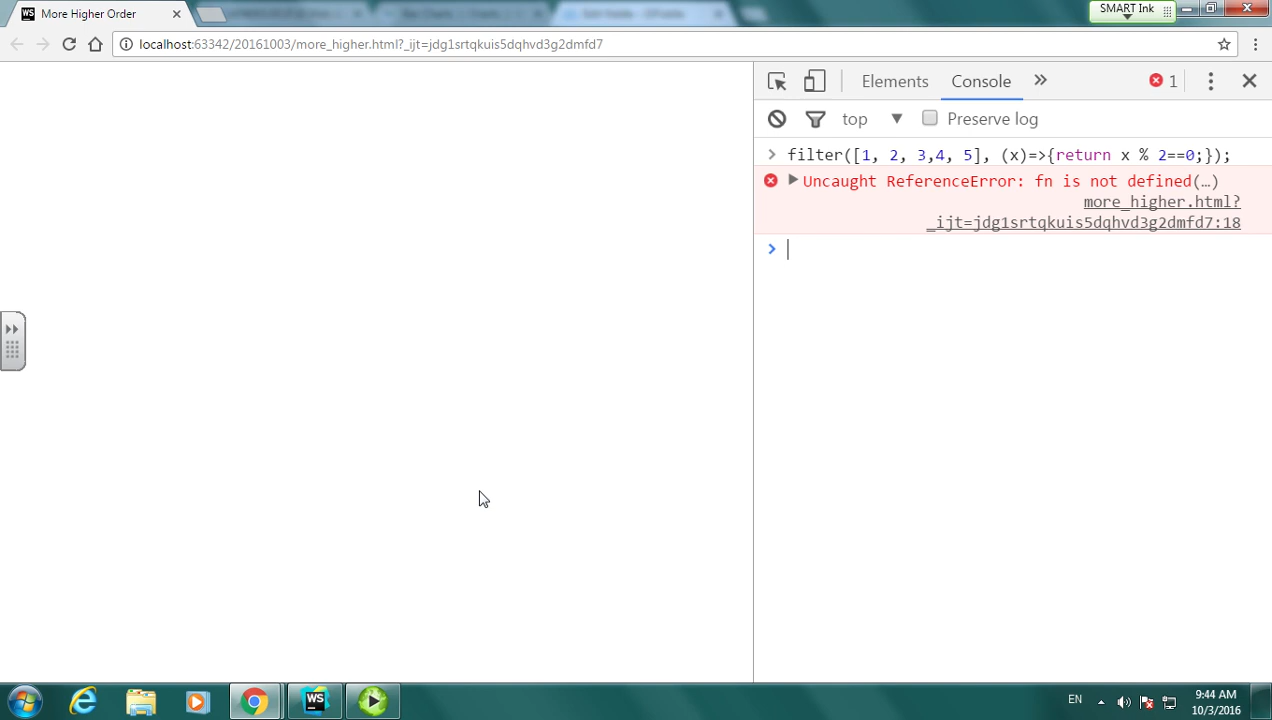 More Higher Order
SMART Ink
localhost:63342/20161003/more_higher.html?_ijt=jdg1srtqkuis5dqhvd3g2dmfd7
Elements Console 1
top Preserve log
filter([1, 2, 3,4, 5], (x)=>{return x % 2==0;});
Uncaught ReferenceError: fn is not defined(…)
more_higher.html?
_ijt=jdg1srtqkuis5dqhvd3g2dmfd7:18
WS
EN
9:44 AM
10/3/2016